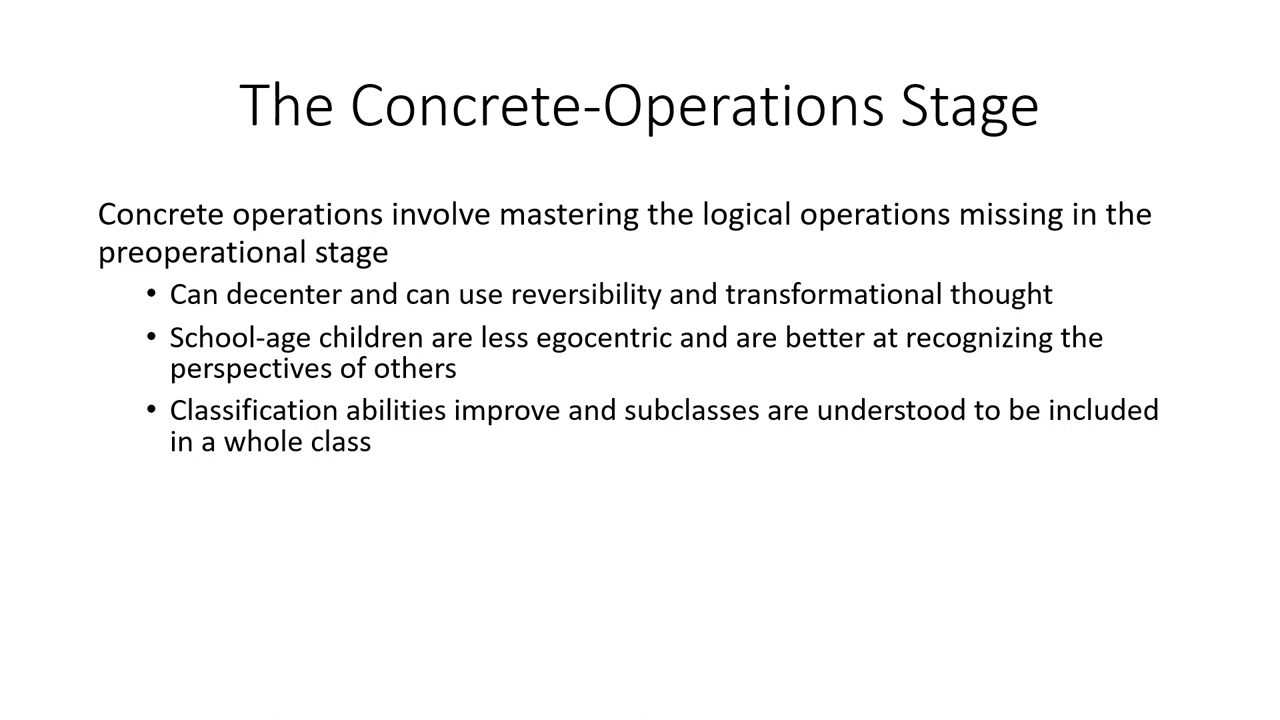 The Concrete-Operations Stage
Concrete operations involve mastering the logical operations missing in the
preoperational stage
• Can decenter and can use reversibility and transformational thought
• School-age children are less egocentric and are better at recognizing the
perspectives of others
• Classification abilities improve and subclasses are understood to be included
in a whole class